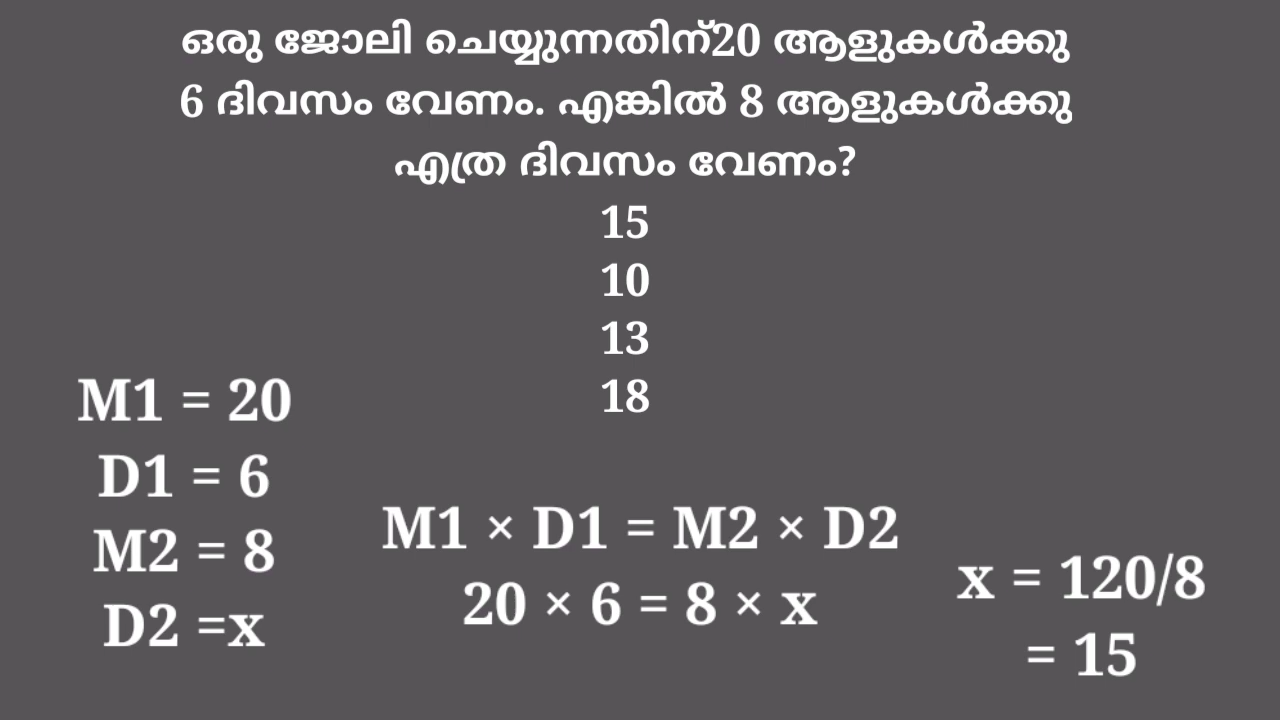 ഒരു ജോലി ചെയ്യുന്നതിന്20 ആളുകൾക്കു
6 ദിവസം വേണം. എങ്കിൽ 8 ആളുകൾക്കു
എത്ര ദിവസം വേണം?
15
10
13
18
M1 = 20
D1 = 6
M2 = 8
D2 =x
M1 × D1 = M2 × D2
20 × 6 = 8 × x
x = 120/8
= 15